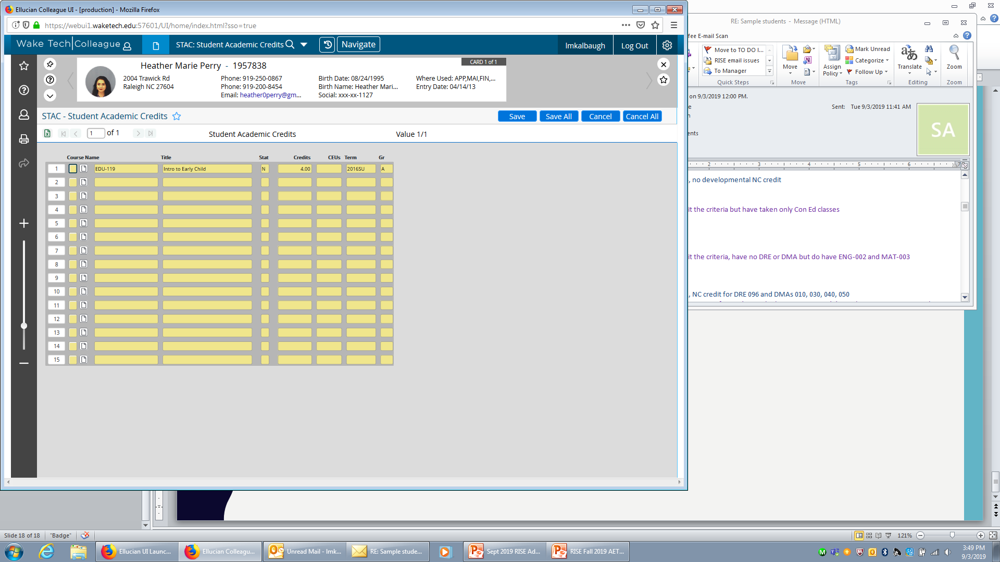 Ellucian Colleague UI - [production] - Mozilla Firefox
https://webui1.waketech.edu:57601/UI/home/index.html?sso=true
Wake Tech Colleague
STAC: Student Academic Credits
Navigate
lmkalbaugh
Log Out
CARD 1 of 1
Heather Marie Perry - 1957838
2004 Trawick Rd
Raleigh NC 27604
Phone: 919-250-0867
Phone: 919-200-8454
Email: heather0perry@gm...
Birth Date: 08/24/1995
Birth Name: Heather Mari...
Social: xxx-xx-1127
Where Used: APP,MAI,FIN,...
Entry Date: 04/14/13
STAC - Student Academic Credits
Save
Save All
Cancel
Cancel All
1 of 1
Student Academic Credits
Value 1/1
Course Name Title Stat Credits CEUs Term Gr
1 EDU-119 Intro to Early Child N 4.00 2016SU A
2
3
4
5
6
7
8
9
10
11
12
13
14
15
RE: Sample students - Message (HTML)
fee E-mail Scan
Move to TO DO l...
RISE email issues
To Manager
Quick Steps
Move
Move
Assign Policy
Mark Unread
Categorize
Follow Up
Tags
Translate
Editing
Zoom
Zoom
on 9/3/2019 12:00 PM.
Sent: Tue 9/3/2019 11:41 AM
ents
SA
2 3 4 5 6 7
, no developmental NC credit
it the criteria but have taken only Con Ed classes
it the criteria, have no DRE or DMA but do have ENG-002 and MAT-003
, NC credit for DRE 096 and DMAs 010, 030, 040, 050
Slide 18 of 18
"Badge"
121%
Ellucian UI Launc...
Ellucian Colleagu...
Unread Mail - lmk...
RE: Sample stude...
Sept 2019 RISE Ad...
RISE Fall 2019 AET...
3:49 PM
9/3/2019